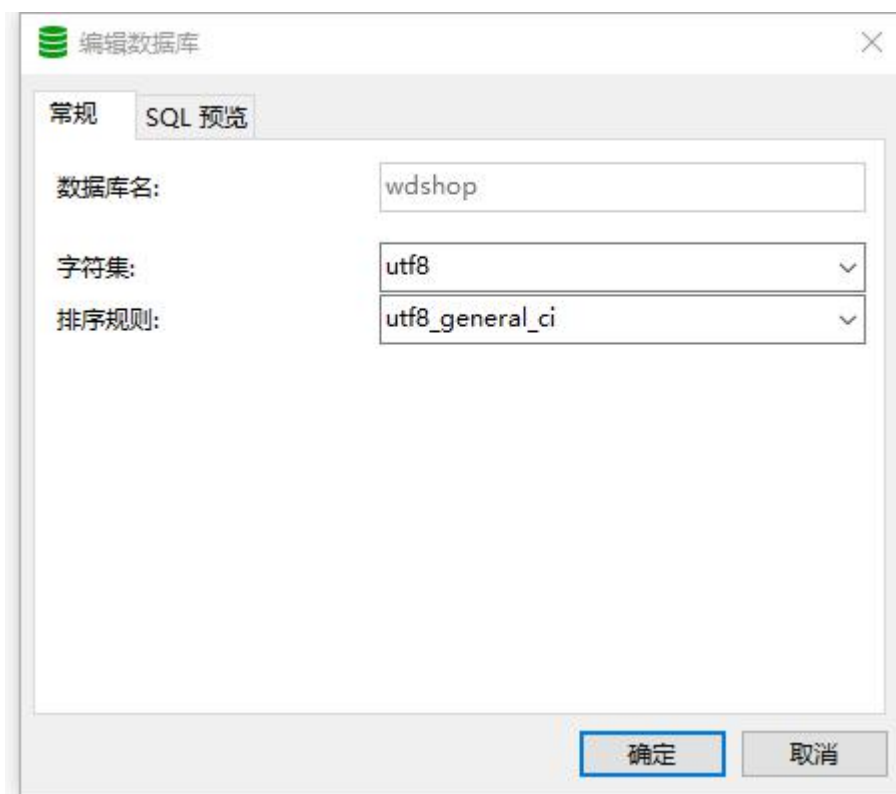 编辑数据库
常规 SQL 预览
数据库名: wdshop
字符集: utf8
排序规则: utf8_general_ci
确定 取消